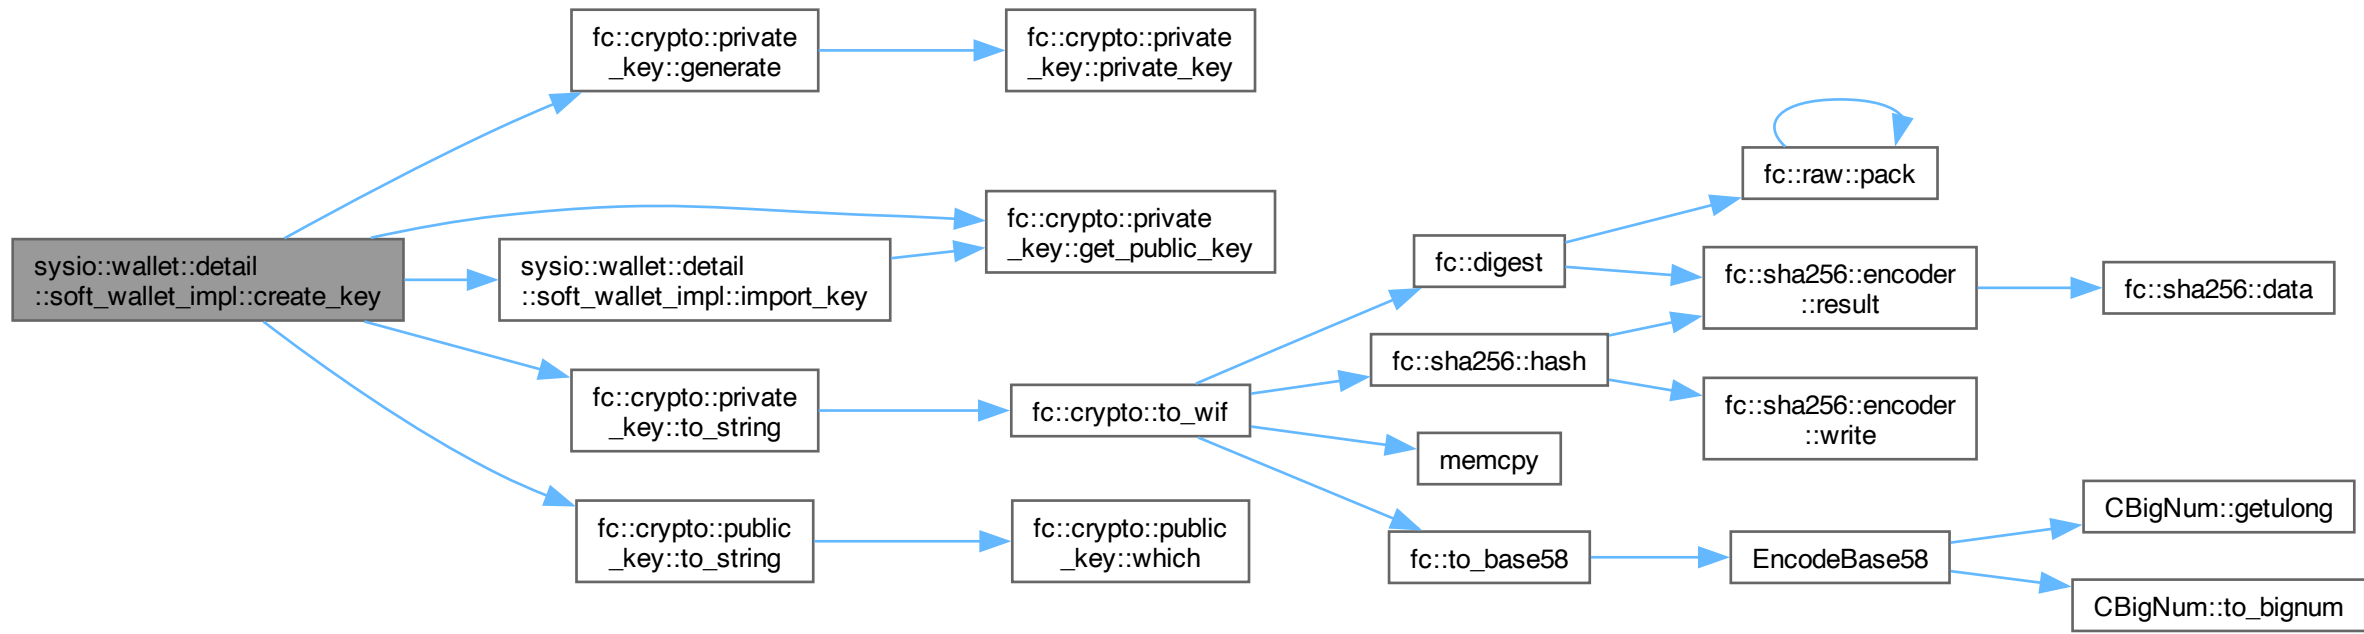 sysio::wallet::detail
::soft_wallet_impl::create_key
fc::crypto::private
_key::generate
fc::crypto::private
_key::private_key
fc::crypto::private
_key::get_public_key
sysio::wallet::detail
::soft_wallet_impl::import_key
fc::crypto::private
_key::to_string
fc::crypto::to_wif
fc::digest
fc::raw::pack
fc::sha256::encoder
::result
fc::sha256::data
fc::sha256::hash
fc::sha256::encoder
::write
memcpy
fc::to_base58
EncodeBase58
CBigNum::getulong
CBigNum::to_bignum
fc::crypto::public
_key::to_string
fc::crypto::public
_key::which